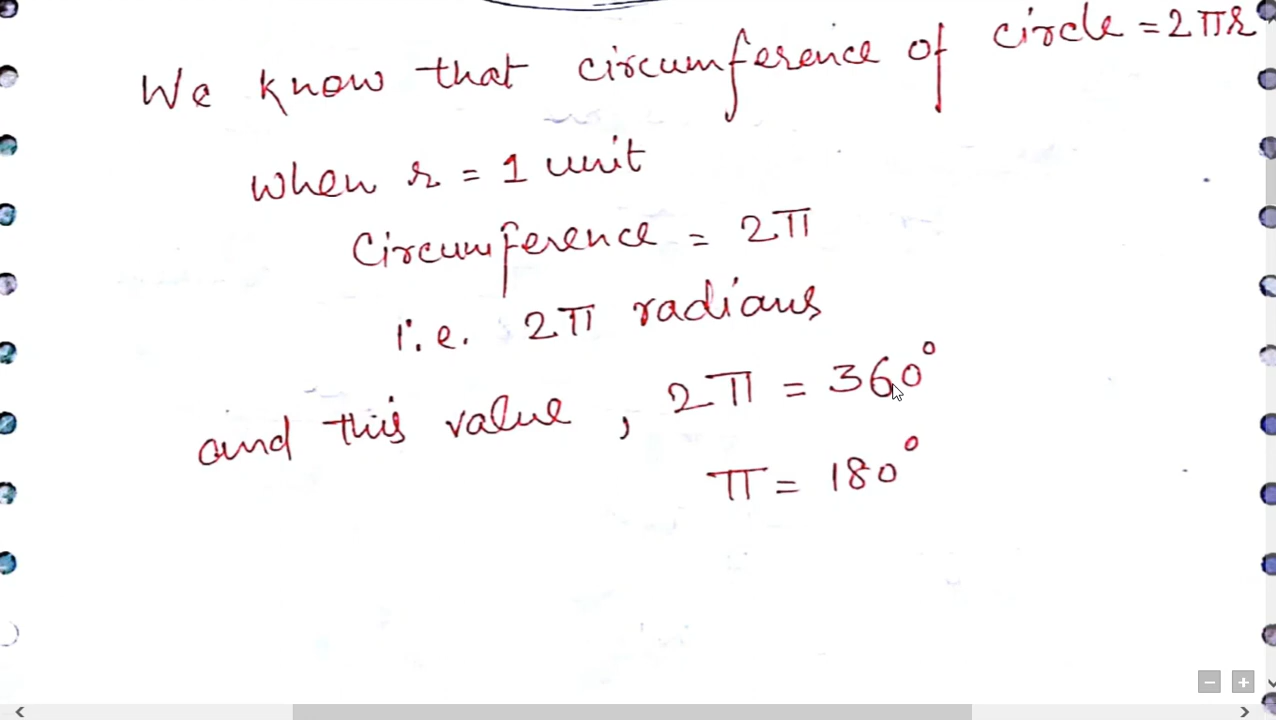 We know that circumference of circle = 2πr
when r = 1 unit
Circumference = 2π
i.e. 2π radians
and this value, 2π = 360°
π = 180°